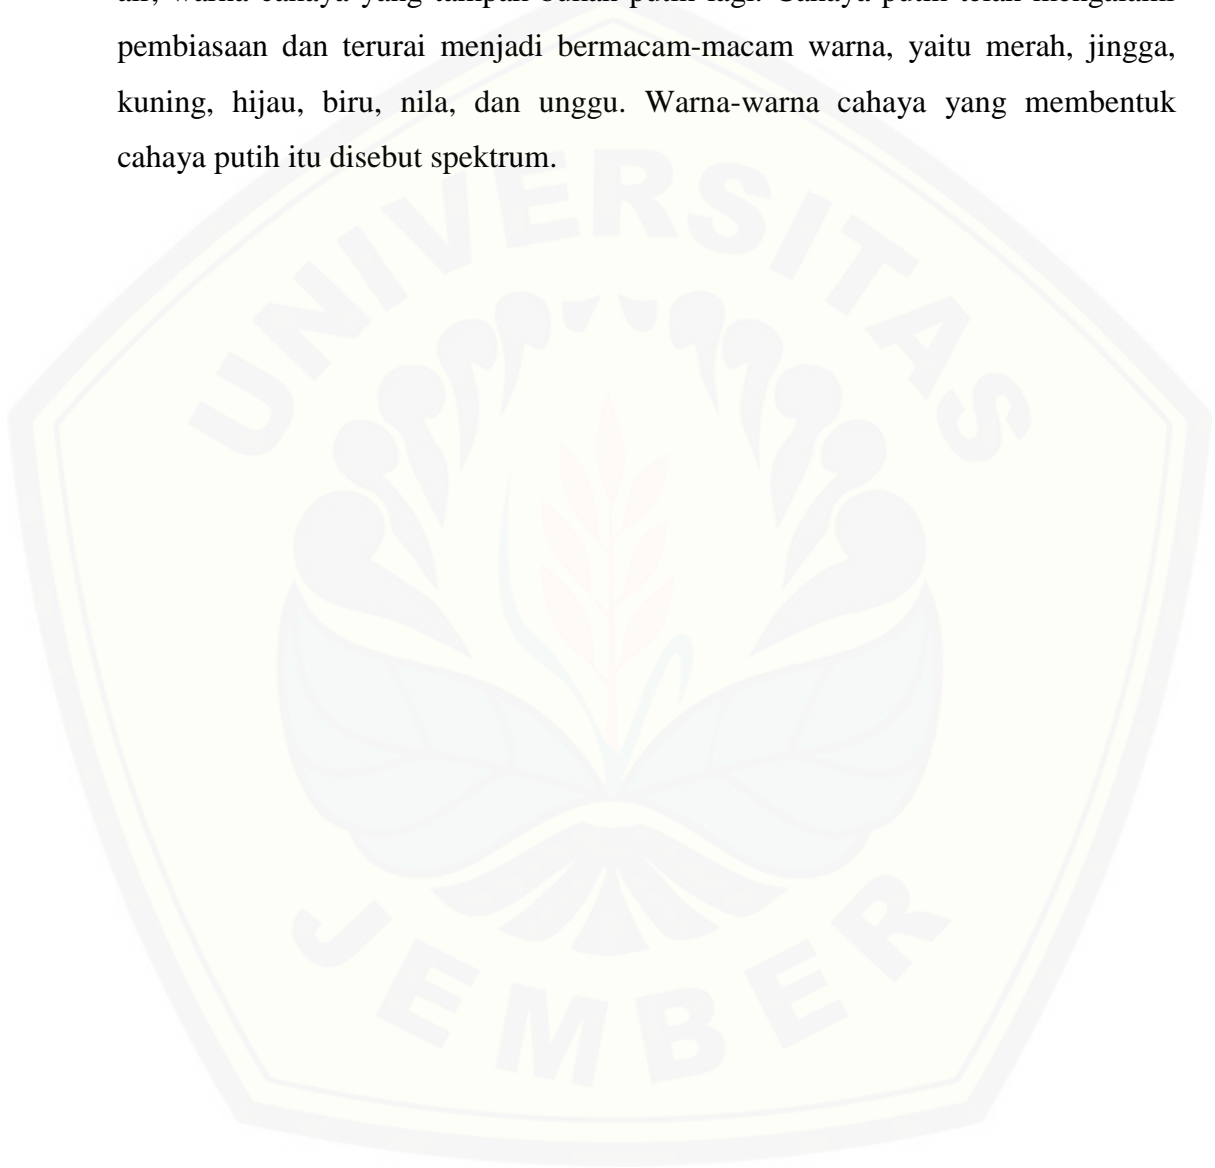 air, warna cahaya yang tampak bukan putih lagi. Cahaya putih telah mengalami
pembiasaan dan terurai menjadi bermacam-macam warna, yaitu merah, jingga,
kuning, hijau, biru, nila, dan unggu. Warna-warna cahaya yang membentuk
cahaya putih itu disebut spektrum.
UNIVERSITAS
JEMBER